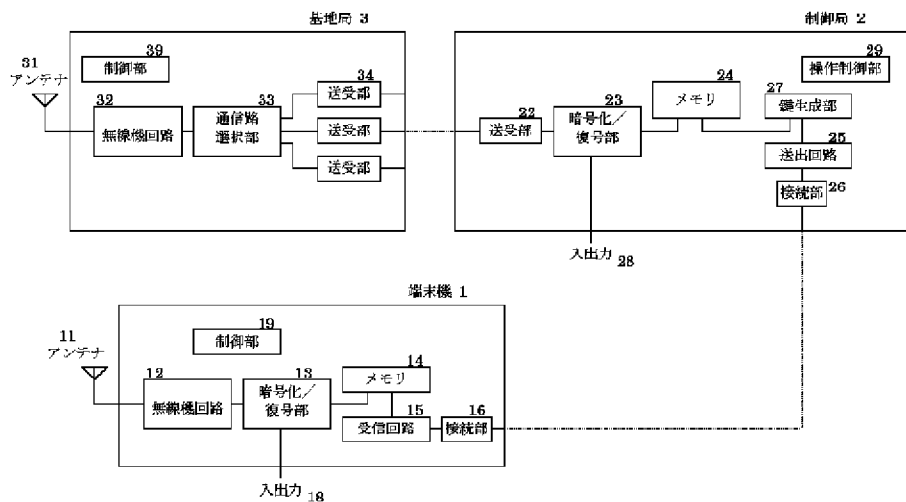 基地局 3
31
アンテナ
39
制御部
32
無線機回路
33
通信路
選択部
34
送受部
送受部
送受部
制御局 2
29
操作制御部
22
送受部
23
暗号化／
復号部
24
メモリ
27
鍵生成部
25
送出回路
26
接続部
入出力 28
端末機 1
11
アンテナ
19
制御部
12
無線機回路
13
暗号化／
復号部
14
メモリ
15
受信回路
16
接続部
入出力 18